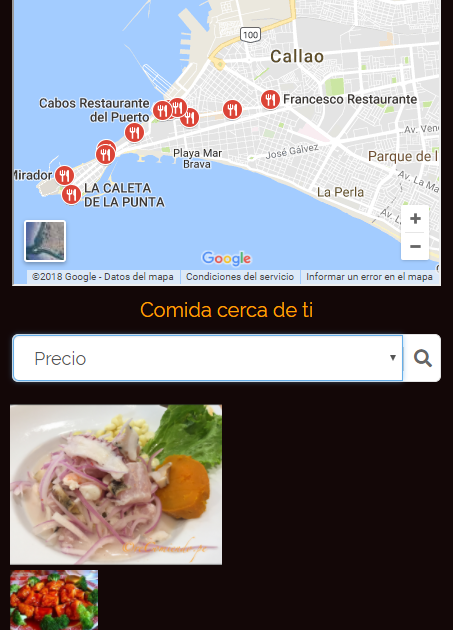 100
Callao
Cabos Restaurante
del Puerto
Francesco Restaurante
Av. Ven
Playa Mar
Brava
José Gálvez
Parque de l
Mirador
LA CALETA
DE LA PUNTA
La Perla
Av. La Ma
+
−
Google
©2018 Google - Datos del mapa
Condiciones del servicio
Informar un error en el mapa
Comida cerca de ti
Precio